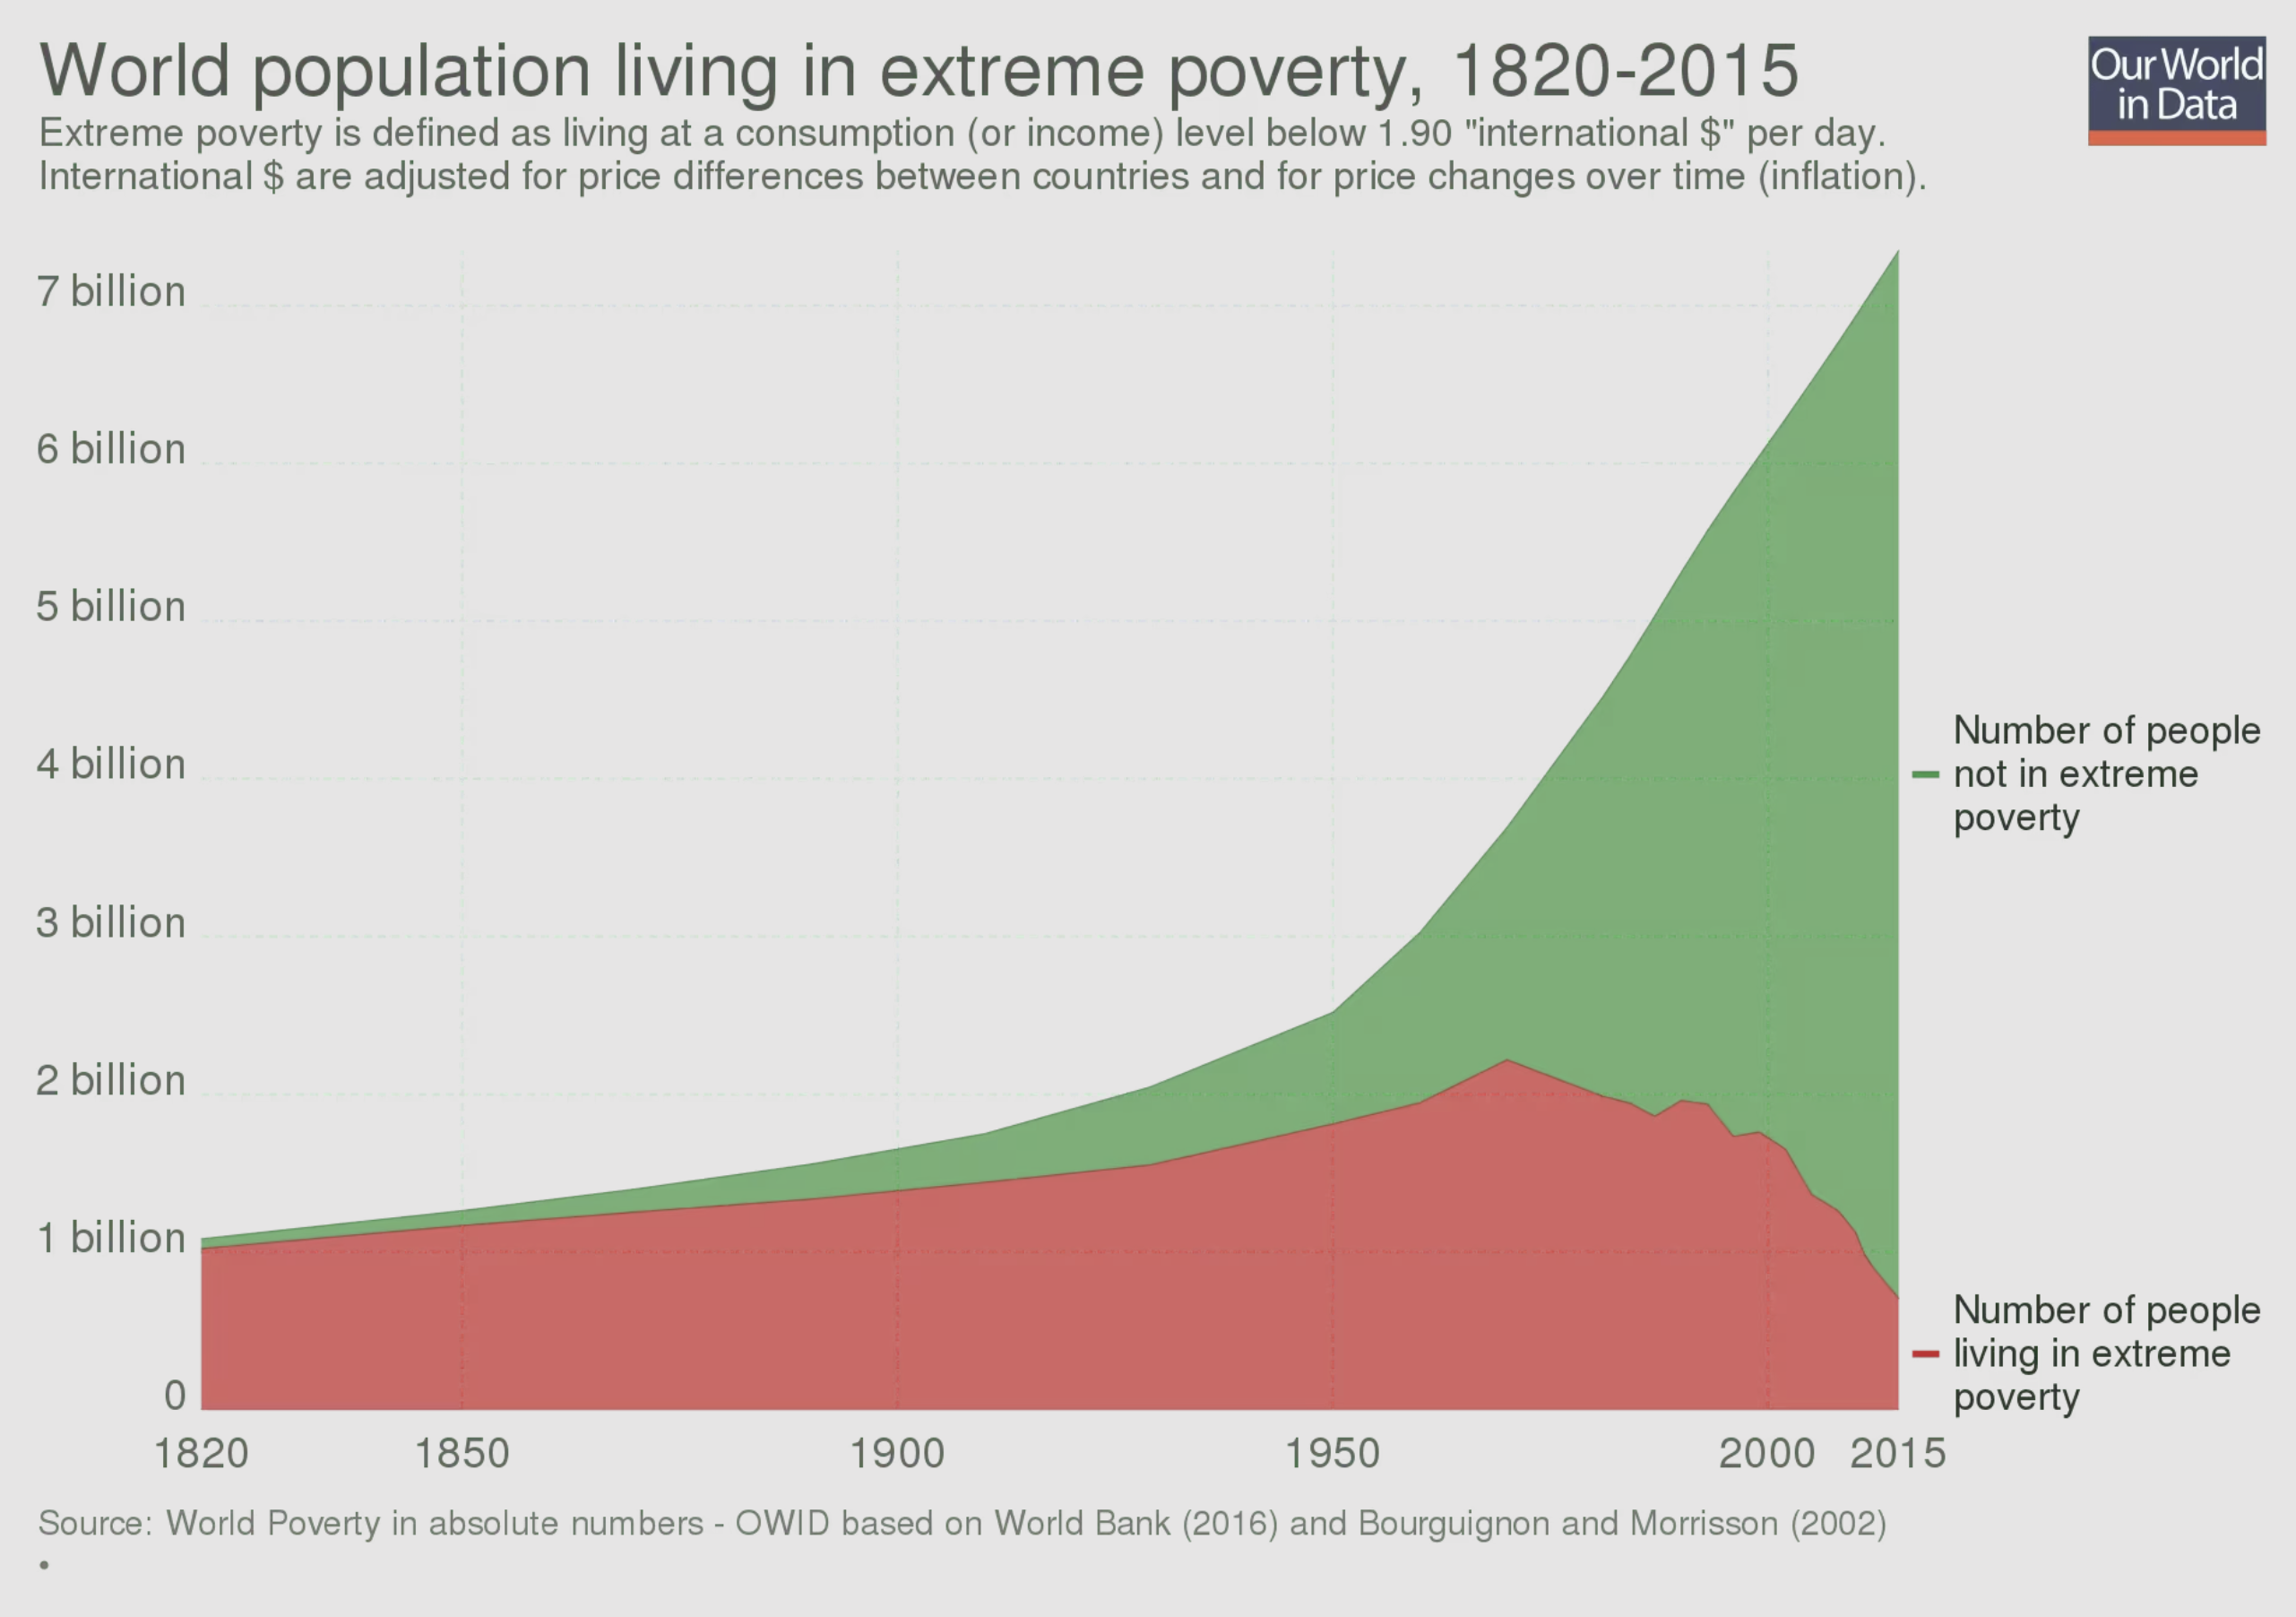 World population living in extreme poverty, 1820-2015
Our World
in Data
Extreme poverty is defined as living at a consumption (or income) level below 1.90 "international $" per day.
International $ are adjusted for price differences between countries and for price changes over time (inflation).
7 billion
6 billion
5 billion
4 billion
3 billion
2 billion
1 billion
0
Number of people
not in extreme
poverty
Number of people
living in extreme
poverty
1820 1850 1900 1950 2000 2015
Source: World Poverty in absolute numbers - OWID based on World Bank (2016) and Bourguignon and Morrisson (2002)
•